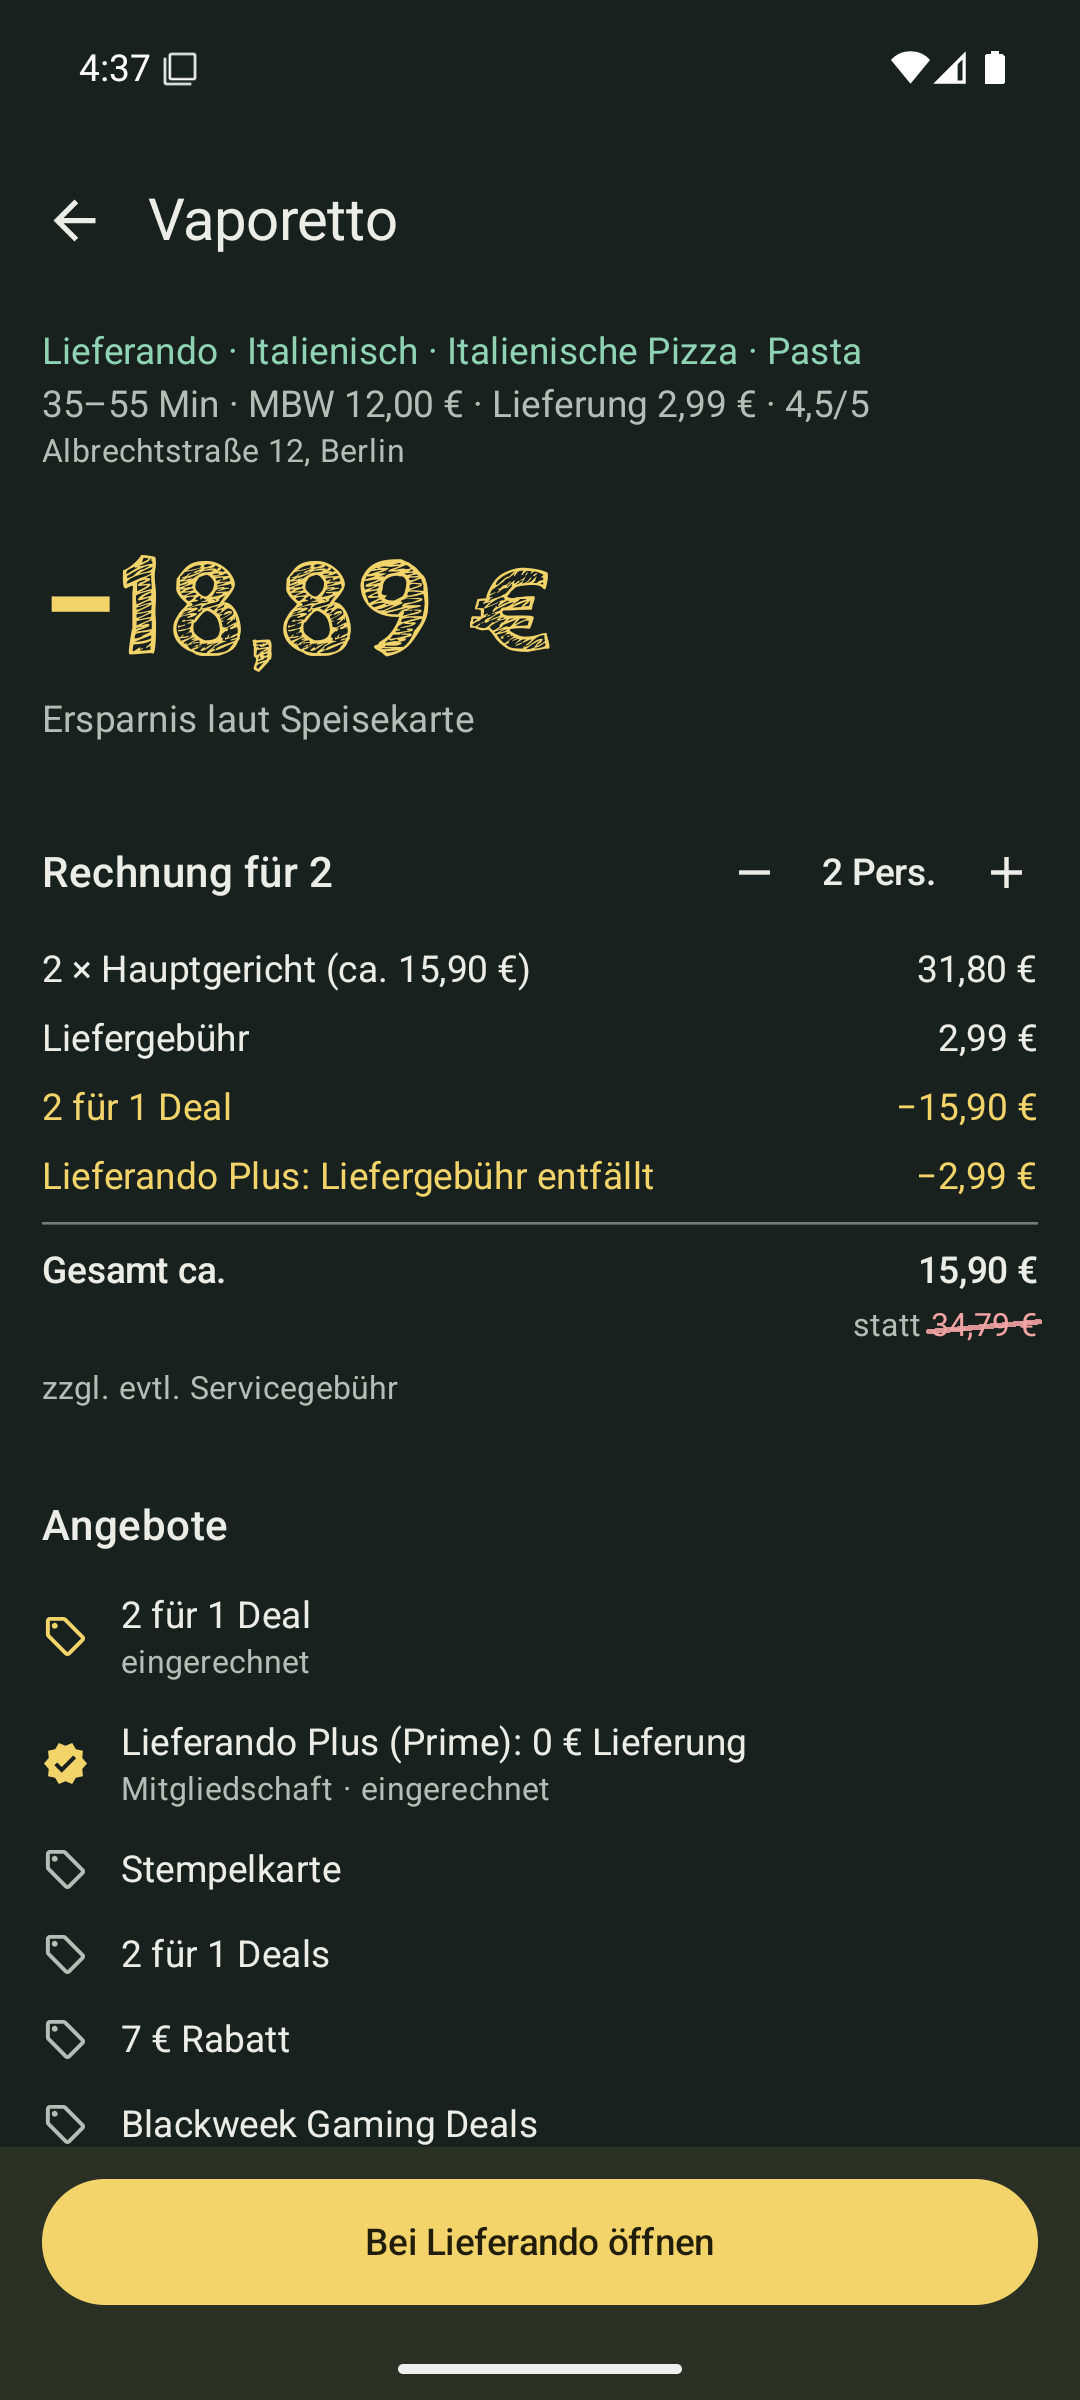 4:37
Vaporetto
Lieferando · Italienisch · Italienische Pizza · Pasta
35–55 Min · MBW 12,00 € · Lieferung 2,99 € · 4,5/5
Albrechtstraße 12, Berlin
−18,89 €
Ersparnis laut Speisekarte
Rechnung für 2 − 2 Pers. +
2 × Hauptgericht (ca. 15,90 €) 31,80 €
Liefergebühr 2,99 €
2 für 1 Deal −15,90 €
Lieferando Plus: Liefergebühr entfällt −2,99 €
Gesamt ca. 15,90 €
statt 34,79 €
zzgl. evtl. Servicegebühr
Angebote
2 für 1 Deal
eingerechnet
Lieferando Plus (Prime): 0 € Lieferung
Mitgliedschaft · eingerechnet
Stempelkarte
2 für 1 Deals
7 € Rabatt
Blackweek Gaming Deals
Bei Lieferando öffnen